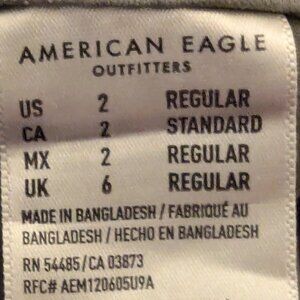 AMERICAN EAGLE
OUTFITTERS
US 2 REGULAR
CA 2 STANDARD
MX 2 REGULAR
UK 6 REGULAR
MADE IN BANGLADESH / FABRIQUÉ AU
BANGLADESH / HECHO EN BANGLADESH
RN 54485 / CA 03873
RFC# AEM120605U9A